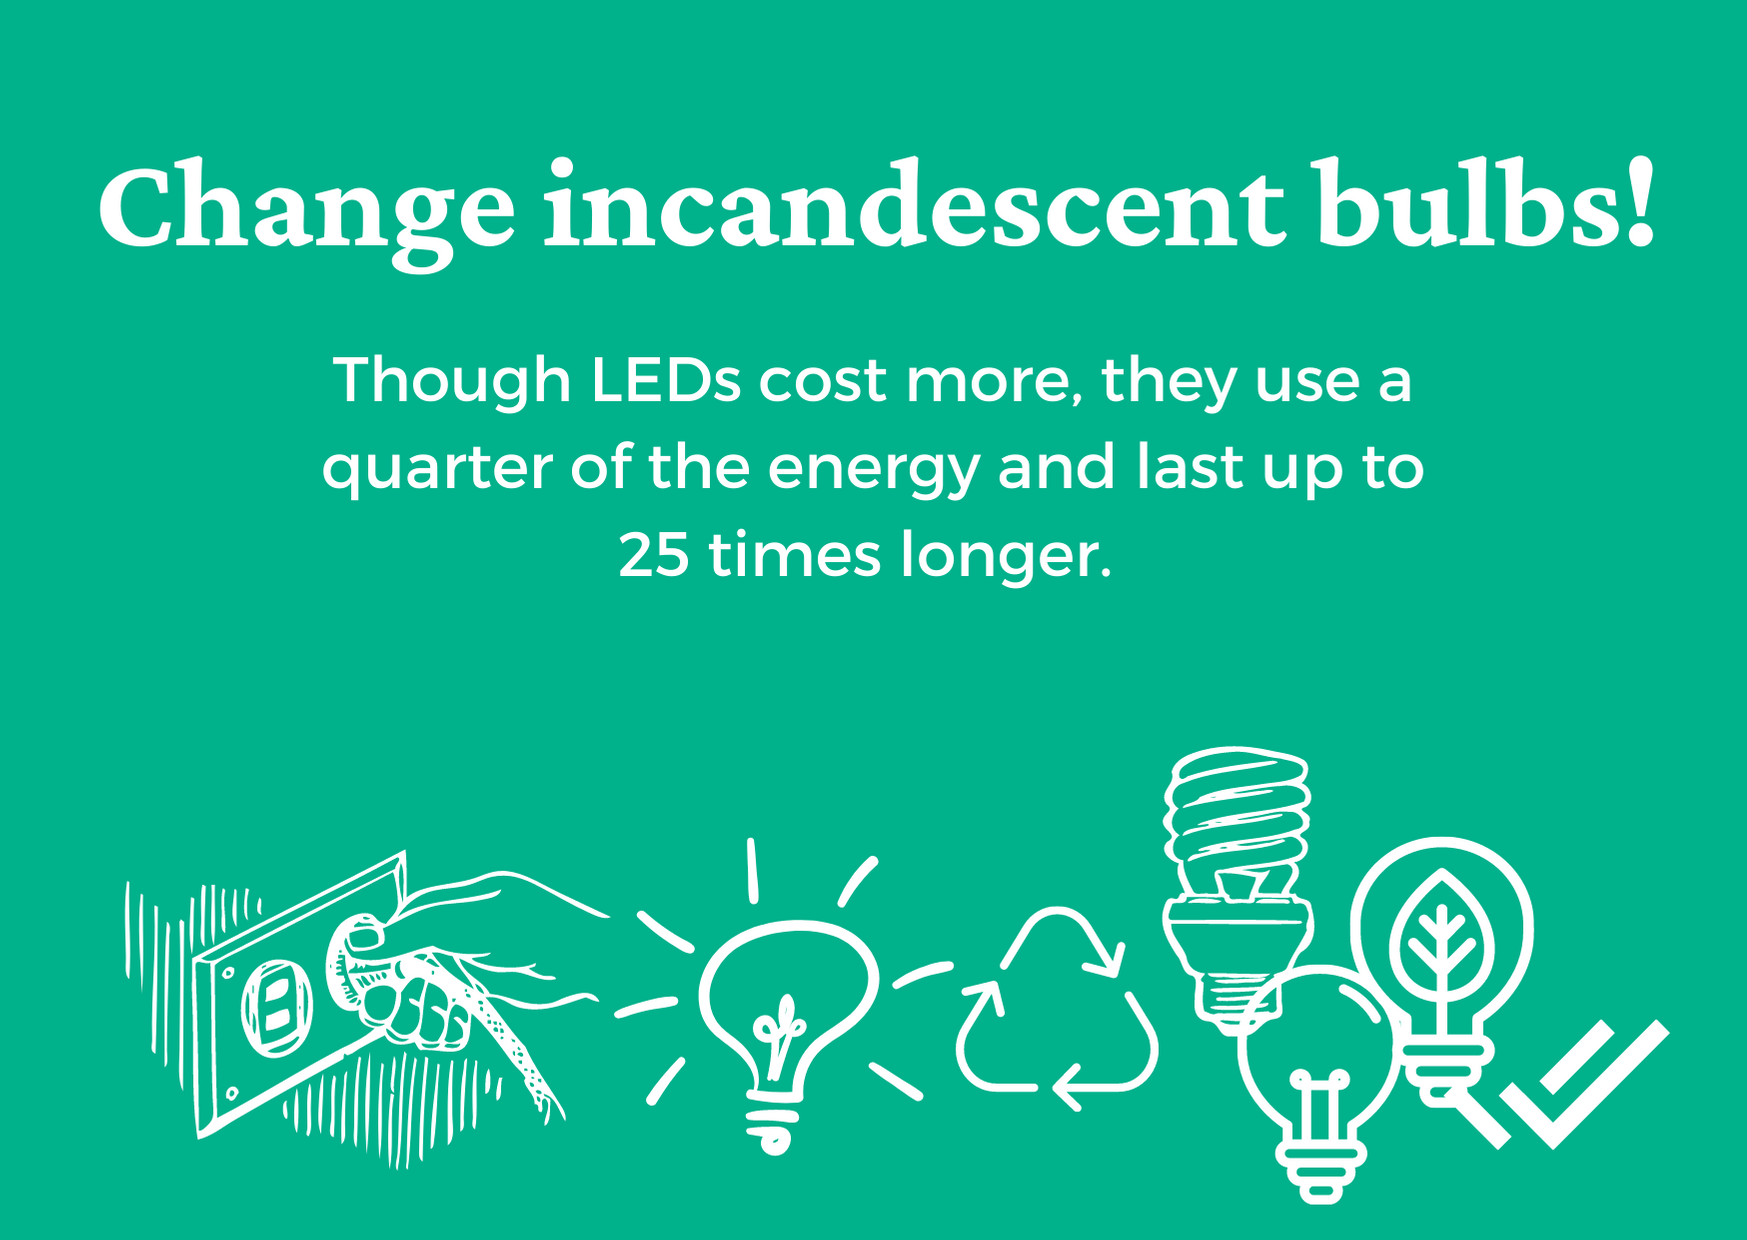 Change incandescent bulbs!
Though LEDs cost more, they use a
quarter of the energy and last up to
25 times longer.